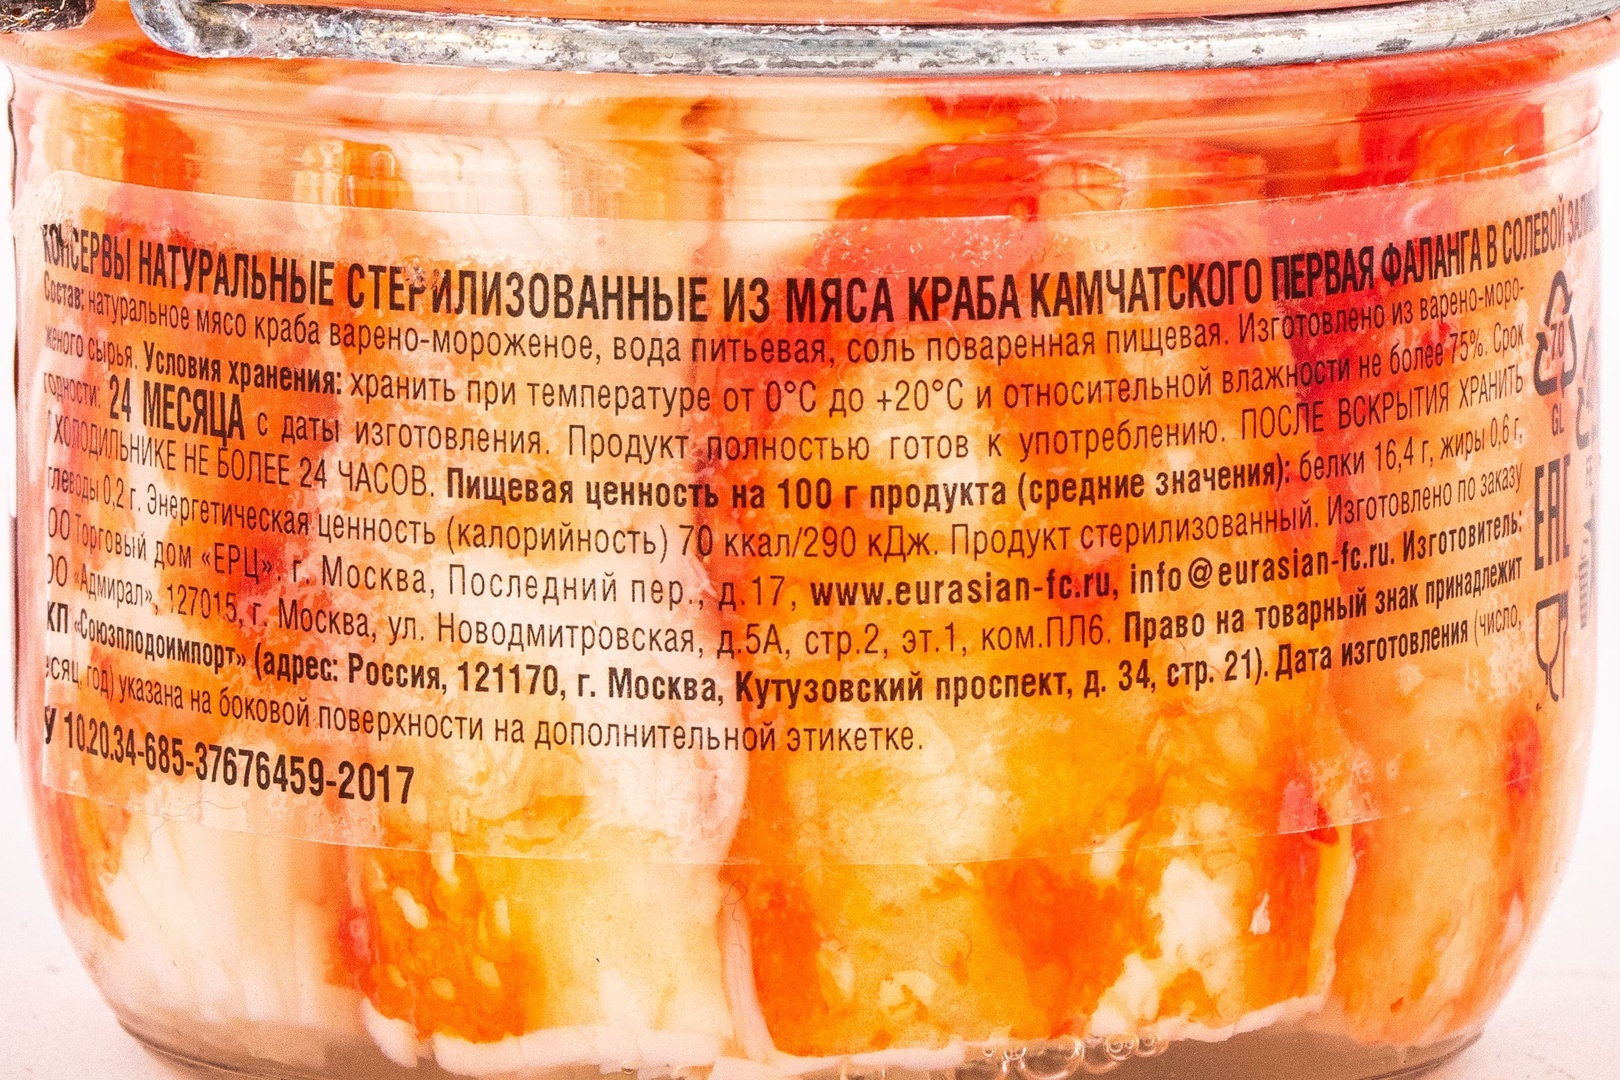 КОНСЕРВЫ НАТУРАЛЬНЫЕ СТЕРИЛИЗОВАННЫЕ ИЗ МЯСА КРАБА КАМЧАТСКОГО ПЕРВАЯ ФАЛАНГА В СОЛЕВОЙ
Состав: натуральное мясо краба варено-мороженое, вода питьевая, соль поваренная пищевая. Изготовлено из варено-моро-
женого сырья. Условия хранения: хранить при температуре от 0°C до +20°C и относительной влажности не более 75%. Срок
годности: 24 МЕСЯЦА с даты изготовления. Продукт полностью готов к употреблению. ПОСЛЕ ВСКРЫТИЯ ХРАНИТЬ
ХОЛОДИЛЬНИКЕ НЕ БОЛЕЕ 24 ЧАСОВ. Пищевая ценность на 100 г продукта (средние значения): белки 16,4 г, жиры 0,6 г,
глеводы 0,2 г. Энергетическая ценность (калорийность) 70 ккал/290 кДж. Продукт стерилизованный. Изготовлено по заказу
ОО Торговый дом «ЕРЦ». г. Москва, Последний пер., д.17, www.eurasian-fc.ru, info@eurasian-fc.ru. Изготовитель:
ОО «Адмирал», 127015, г. Москва, ул. Новодмитровская, д.5А, стр.2, эт.1, ком.ПЛ6. Право на товарный знак принадлежит
КП «Союзплодоимпорт» (адрес: Россия, 121170, г. Москва, Кутузовский проспект, д. 34, стр. 21). Дата изготовления (число,
есяц, год) указана на боковой поверхности на дополнительной этикетке.
У 10.20.34-685-37676459-2017
70
GL
EAC